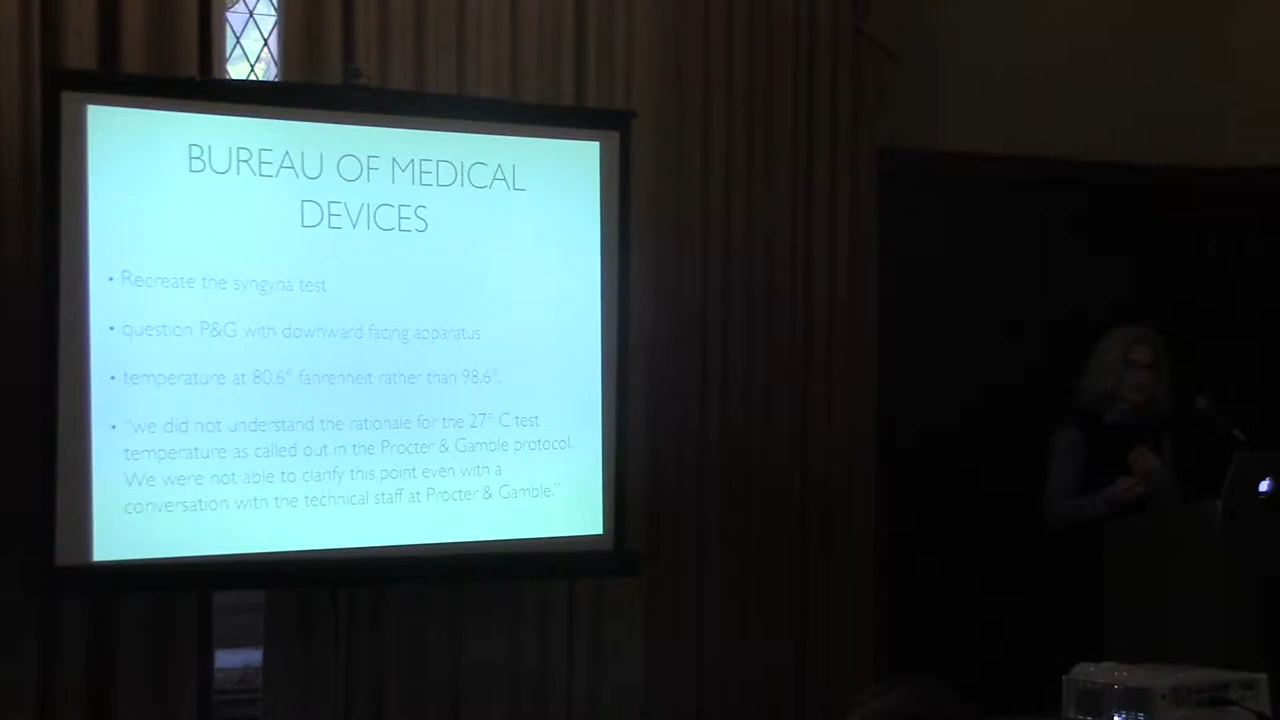 BUREAU OF MEDICAL
DEVICES
• Recreate the syngyna test
• question P&G with downward facing apparatus
• temperature at 80.6° fahrenheit rather than 98.6°.
• "we did not understand the rationale for the 27° C test
temperature as called out in the Procter & Gamble protocol.
We were not able to clarify this point even with a
conversation with the technical staff at Procter & Gamble."